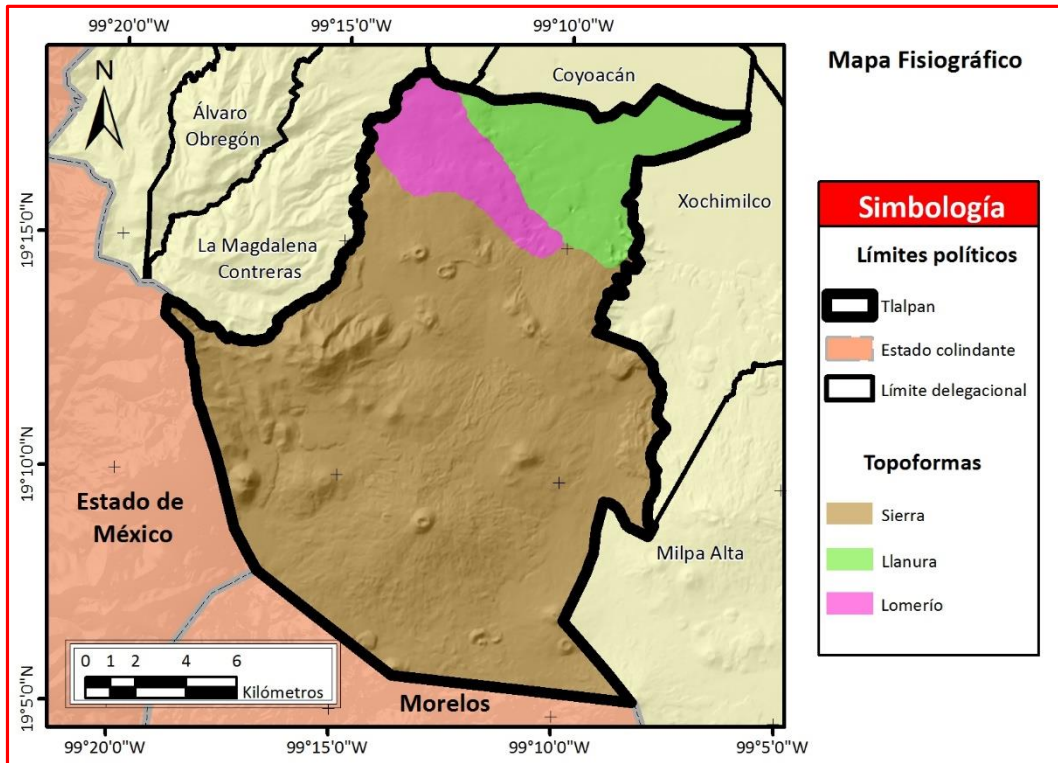 99°20'0"W
99°15'0"W
99°10'0"W
Mapa Fisiográfico
N
Coyoacán
Álvaro
Obregón
Xochimilco
19°15'0"N
La Magdalena
Contreras
Simbología
Límites políticos
Tlalpan
Estado colindante
Límite delegacional
19°10'0"N
Estado de
México
Topoformas
Sierra
Llanura
Lomerío
Milpa Alta
0 1 2 4 6
Kilómetros
Morelos
19°5'0"N
99°20'0"W
99°15'0"W
99°10'0"W
99°5'0"W